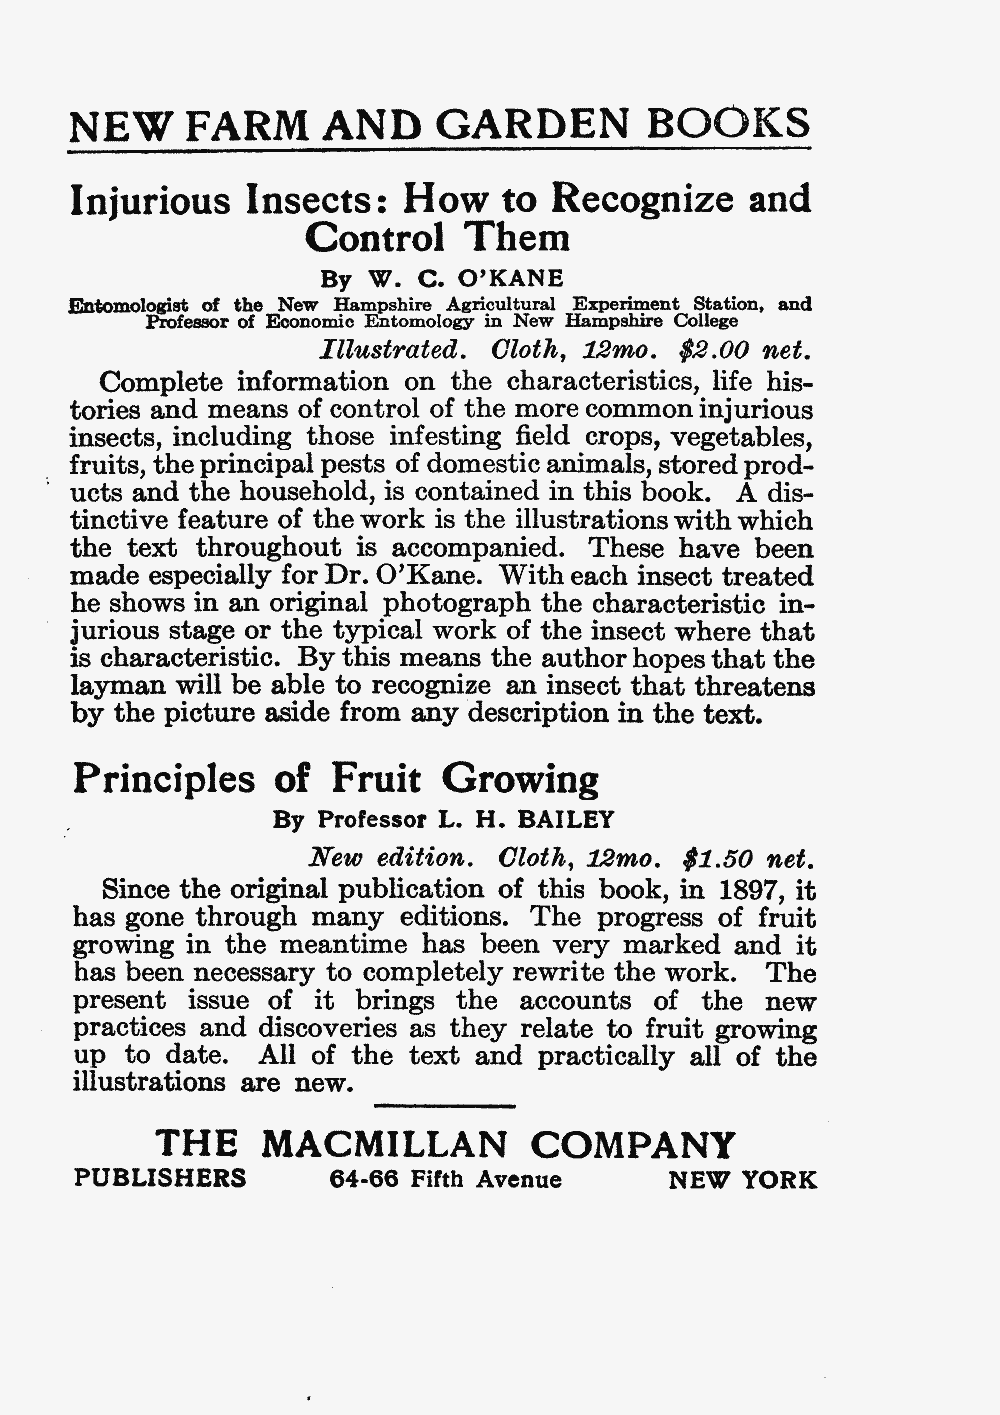 NEW FARM AND GARDEN BOOKS
Injurious Insects: How to Recognize and
Control Them
By W. C. O'KANE
Entomologist of the New Hampshire Agricultural Experiment Station, and
Professor of Economic Entomology in New Hampshire College
Illustrated. Cloth, 12mo. $2.00 net.
Complete information on the characteristics, life his-
tories and means of control of the more common injurious
insects, including those infesting field crops, vegetables,
fruits, the principal pests of domestic animals, stored prod-
ucts and the household, is contained in this book. A dis-
tinctive feature of the work is the illustrations with which
the text throughout is accompanied. These have been
made especially for Dr. O'Kane. With each insect treated
he shows in an original photograph the characteristic in-
jurious stage or the typical work of the insect where that
is characteristic. By this means the author hopes that the
layman will be able to recognize an insect that threatens
by the picture aside from any description in the text.
Principles of Fruit Growing
By Professor L. H. BAILEY
New edition. Cloth, 12mo. $1.50 net.
Since the original publication of this book, in 1897, it
has gone through many editions. The progress of fruit
growing in the meantime has been very marked and it
has been necessary to completely rewrite the work. The
present issue of it brings the accounts of the new
practices and discoveries as they relate to fruit growing
up to date. All of the text and practically all of the
illustrations are new.
THE MACMILLAN COMPANY
PUBLISHERS 64-66 Fifth Avenue NEW YORK